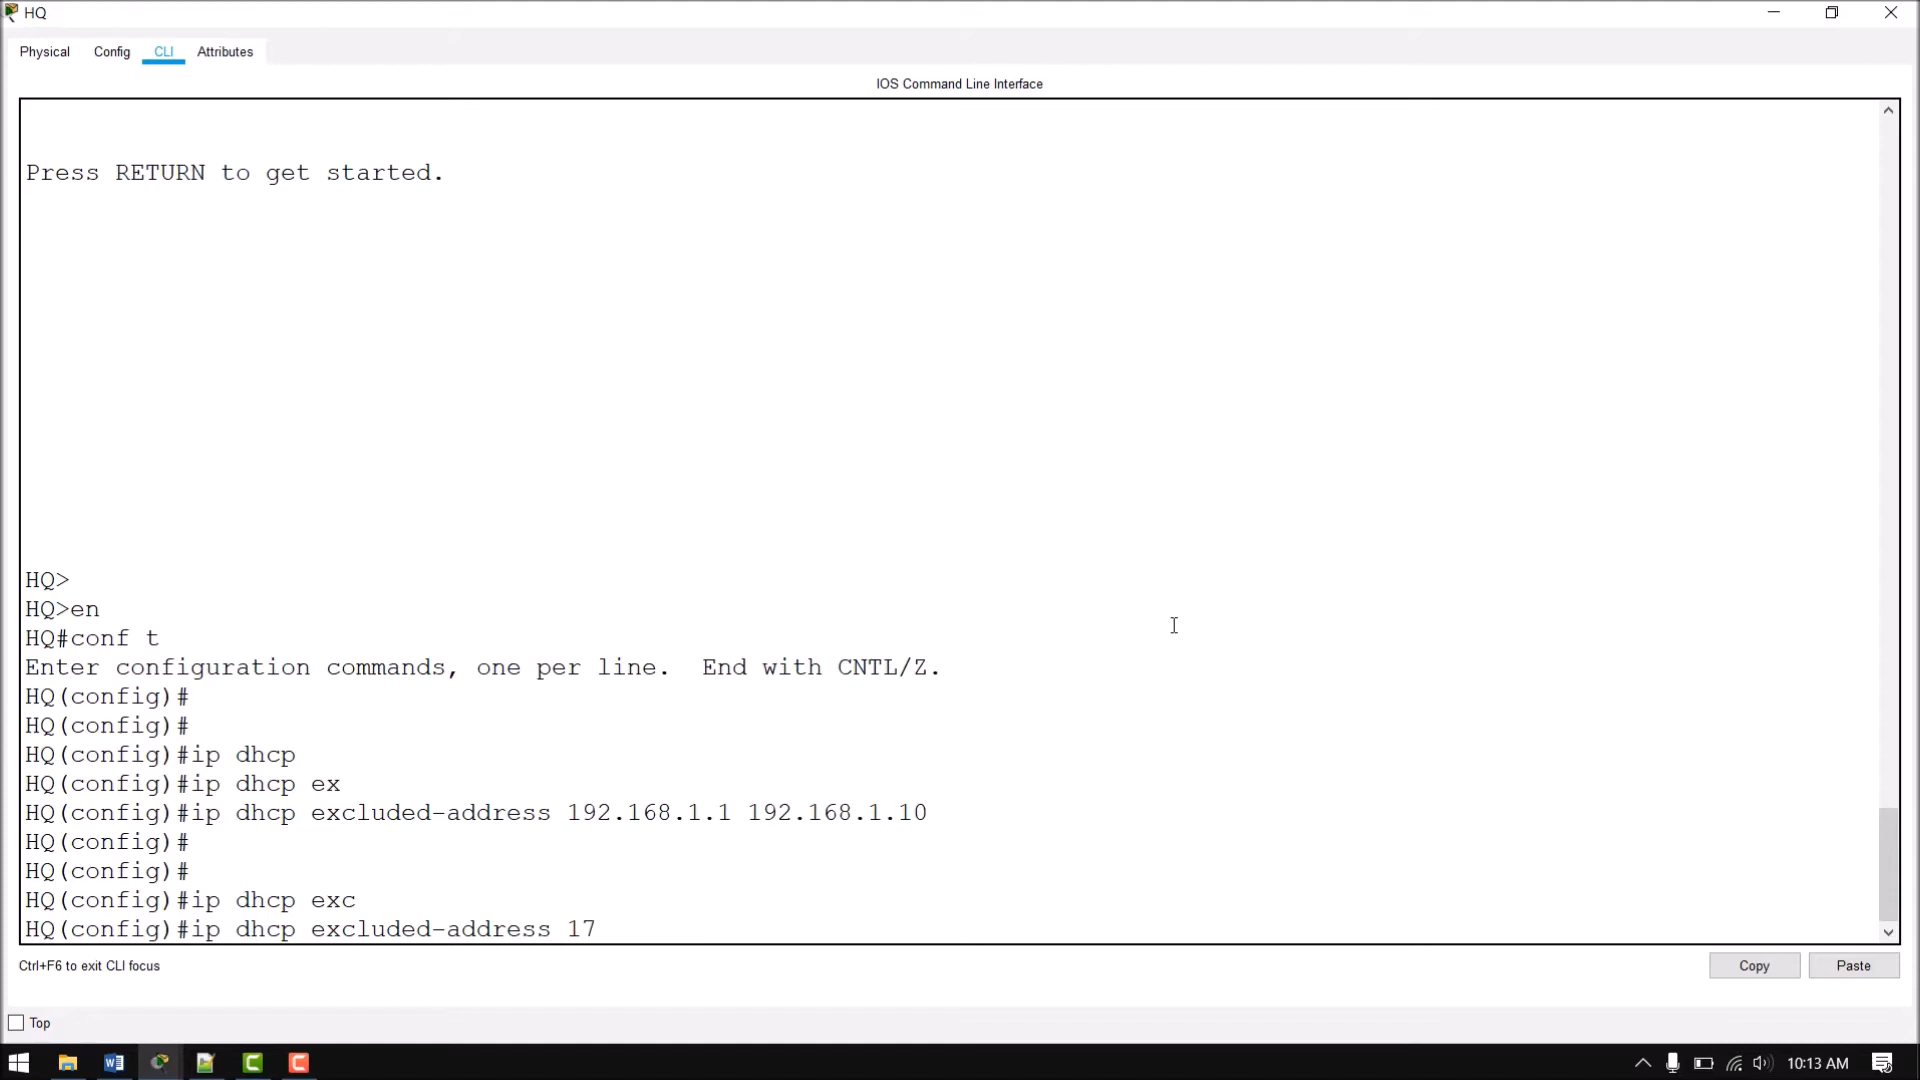 HQ
Physical Config CLI Attributes
IOS Command Line Interface
Press RETURN to get started.
HQ>
HQ>en
HQ#conf t
Enter configuration commands, one per line.  End with CNTL/Z.
HQ(config)#
HQ(config)#
HQ(config)#ip dhcp
HQ(config)#ip dhcp ex
HQ(config)#ip dhcp excluded-address 192.168.1.1 192.168.1.10
HQ(config)#
HQ(config)#
HQ(config)#ip dhcp exc
HQ(config)#ip dhcp excluded-address 17
Ctrl+F6 to exit CLI focus
Copy Paste
Top
10:13 AM